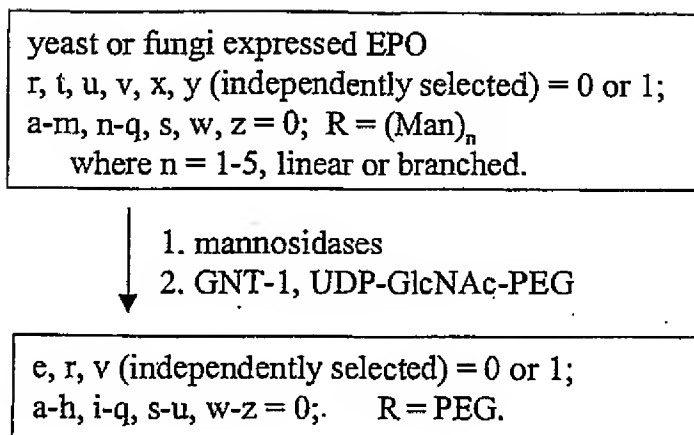 yeast or fungi expressed EPO
r, t, u, v, x, y (independently selected) = 0 or 1;
a-m, n-q, s, w, z = 0; R = (Man)n
where n = 1-5, linear or branched.
1. mannosidases
2. GNT-1, UDP-GlcNAc-PEG
e, r, v (independently selected) = 0 or 1;
a-h, i-q, s-u, w-z = 0;. R = PEG.